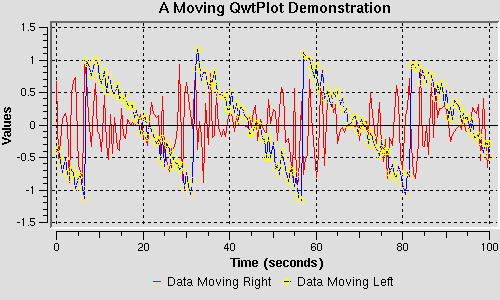 A Moving QwtPlot Demonstration
1.5
1
0.5
0
-0.5
-1
-1.5
Values
0 20 40 60 80 100
Time (seconds)
Data Moving Right Data Moving Left